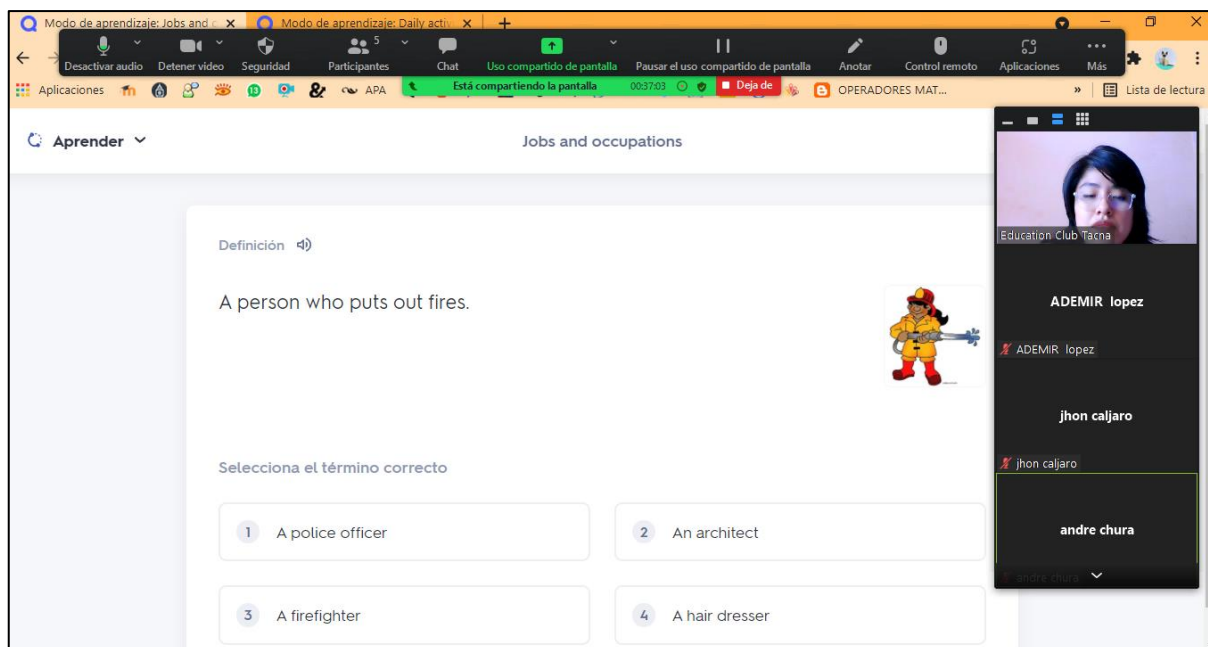 Modo de aprendizaje: Jobs and c
Modo de aprendizaje: Daily activ
5
Desactivar audio
Detener video
Seguridad
Participantes
Chat
Uso compartido de pantalla
Pausar el uso compartido de pantalla
Anotar
Control remoto
Aplicaciones
Más
Aplicaciones
APA
Está compartiendo la pantalla
00:37:03
Deja de
OPERADORES MAT...
»
Lista de lectura
Aprender
Jobs and occupations
Education Club Tacna
ADEMIR lopez
ADEMIR lopez
jhon caljaro
jhon caljaro
andre chura
andre chura
Definición
A person who puts out fires.
Selecciona el término correcto
1 A police officer
2 An architect
3 A firefighter
4 A hair dresser